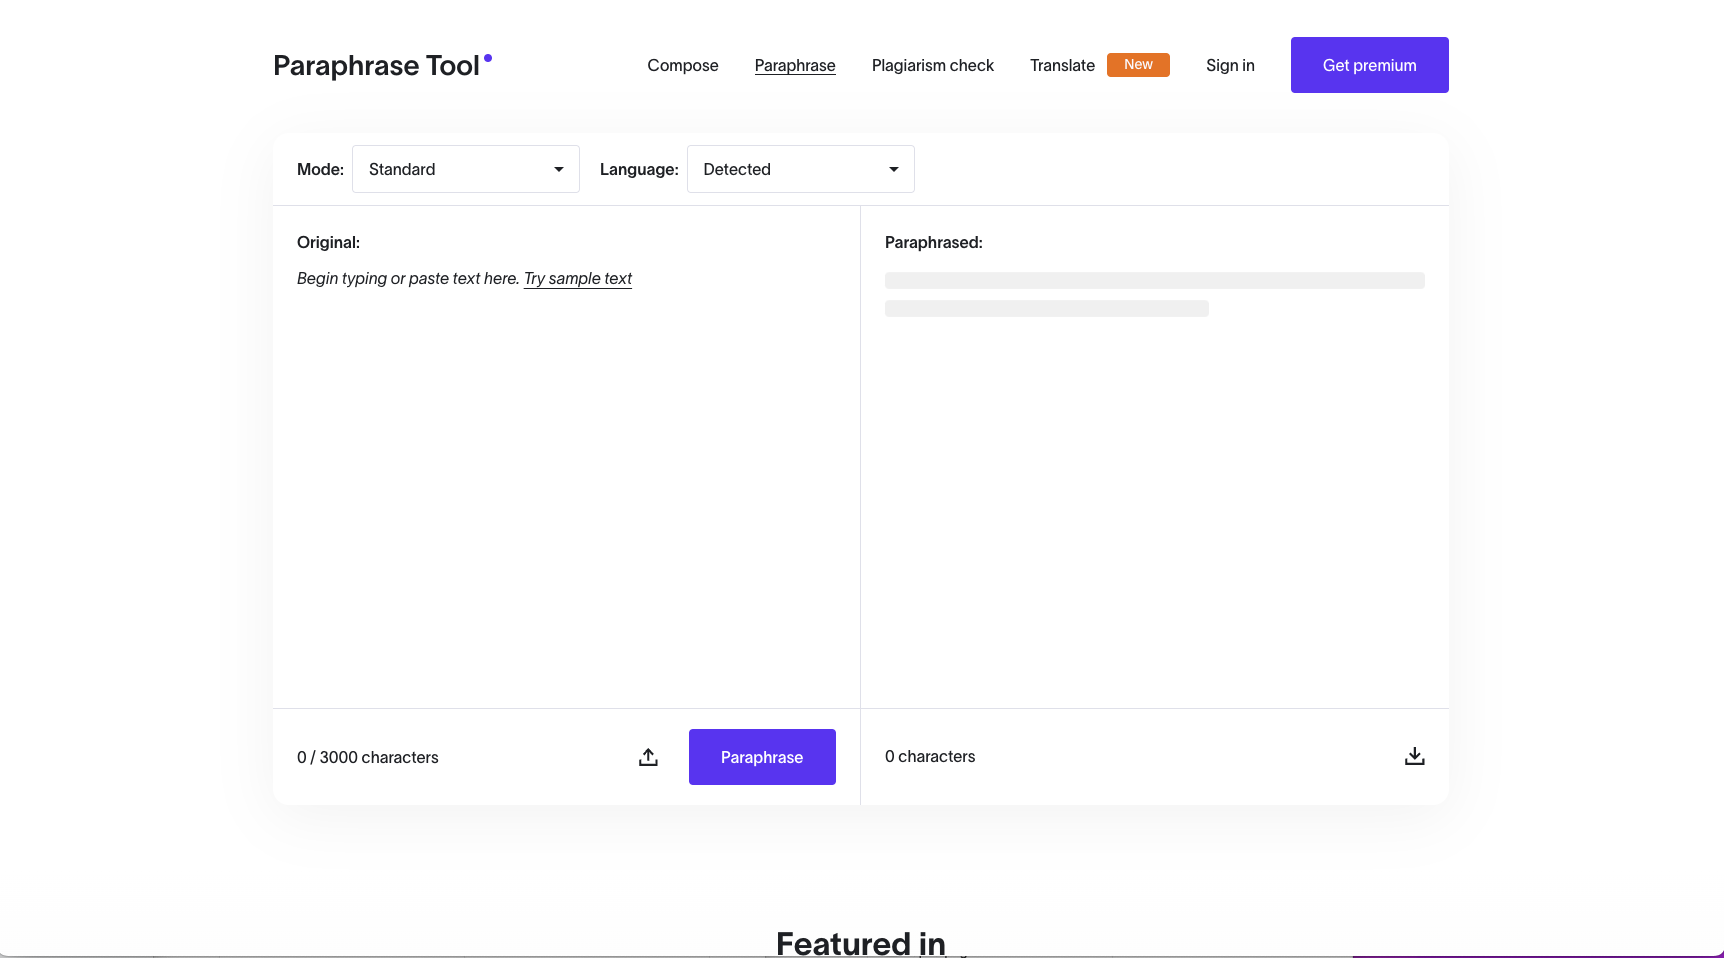 Paraphrase Tool
Compose
Paraphrase
Plagiarism check
Translate
New
Sign in
Get premium
Mode:
Standard
Language:
Detected
Original:
Begin typing or paste text here. Try sample text
Paraphrased:
0 / 3000 characters
Paraphrase
0 characters
Featured in